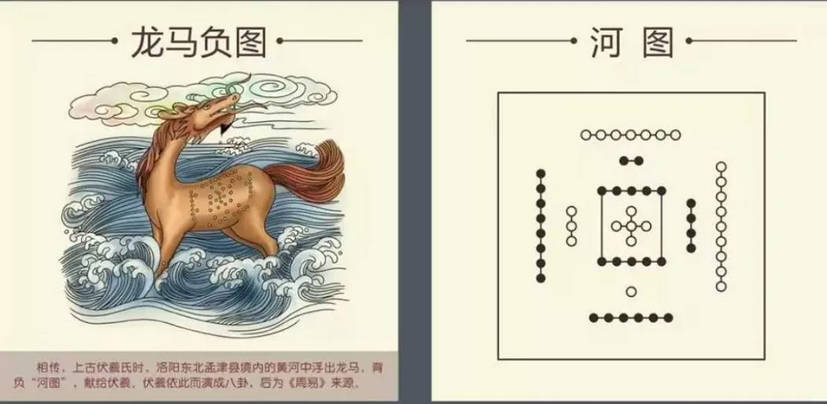 龙马负图
相传，上古伏羲氏时，洛阳东北孟津县境内的黄河中浮出龙马，背
负“河图”，献给伏羲。伏羲依此而演成八卦，后为《周易》来源。
河 图